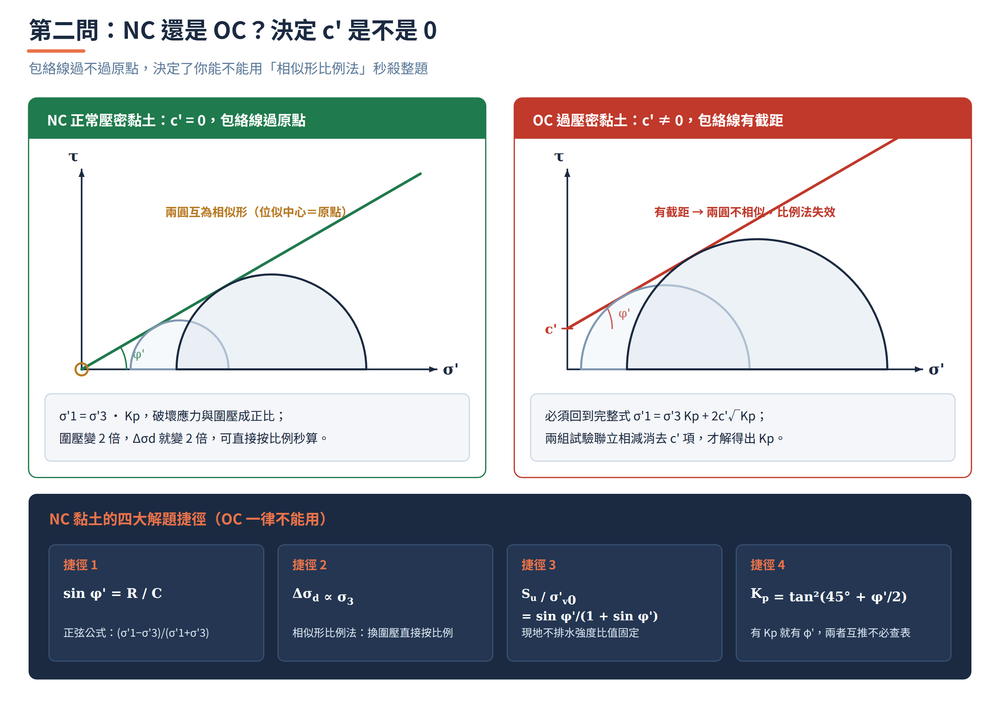 第二問：NC 還是 OC？決定 c' 是不是 0
包絡線過不過原點，決定了你能不能用「相似形比例法」秒殺整題
NC 正常壓密黏土：c' = 0，包絡線過原點
τ
兩圓互為相似形（位似中心＝原點）
φ'
σ'
σ'1 = σ'3 ・ Kp，破壞應力與圍壓成正比；
圍壓變 2 倍，Δσd 就變 2 倍，可直接按比例秒算。
OC 過壓密黏土：c' ≠ 0，包絡線有截距
τ
有截距 → 兩圓不相似，比例法失效
φ'
c'
σ'
必須回到完整式 σ'1 = σ'3 Kp + 2c'√Kp；
兩組試驗聯立相減消去 c' 項，才解得出 Kp。
NC 黏土的四大解題捷徑（OC 一律不能用）
捷徑 1
sin φ' = R / C
正弦公式：(σ'1−σ'3)/(σ'1+σ'3)
捷徑 2
Δσd ∝ σ3
相似形比例法：換圍壓直接按比例
捷徑 3
Su / σ'v0
= sin φ'/(1 + sin φ')
現地不排水強度比值固定
捷徑 4
Kp = tan²(45° + φ'/2)
有 Kp 就有 φ'，兩者互推不必查表